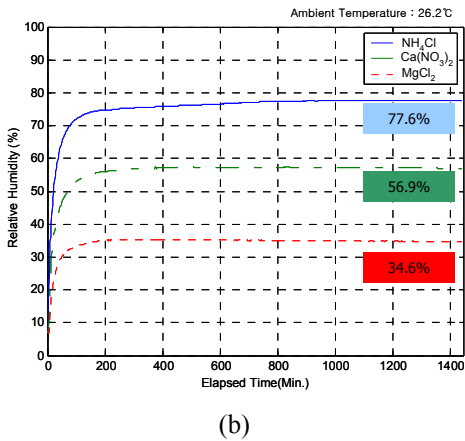 Ambient Temperature : 26.2℃
100
90
80
70
60
50
40
30
20
10
0
Relative Humidity (%)
NH4Cl
Ca(NO3)2
MgCl2
77.6%
56.9%
34.6%
0 200 400 600 800 1000 1200 1400
Elapsed Time(Min.)
(b)